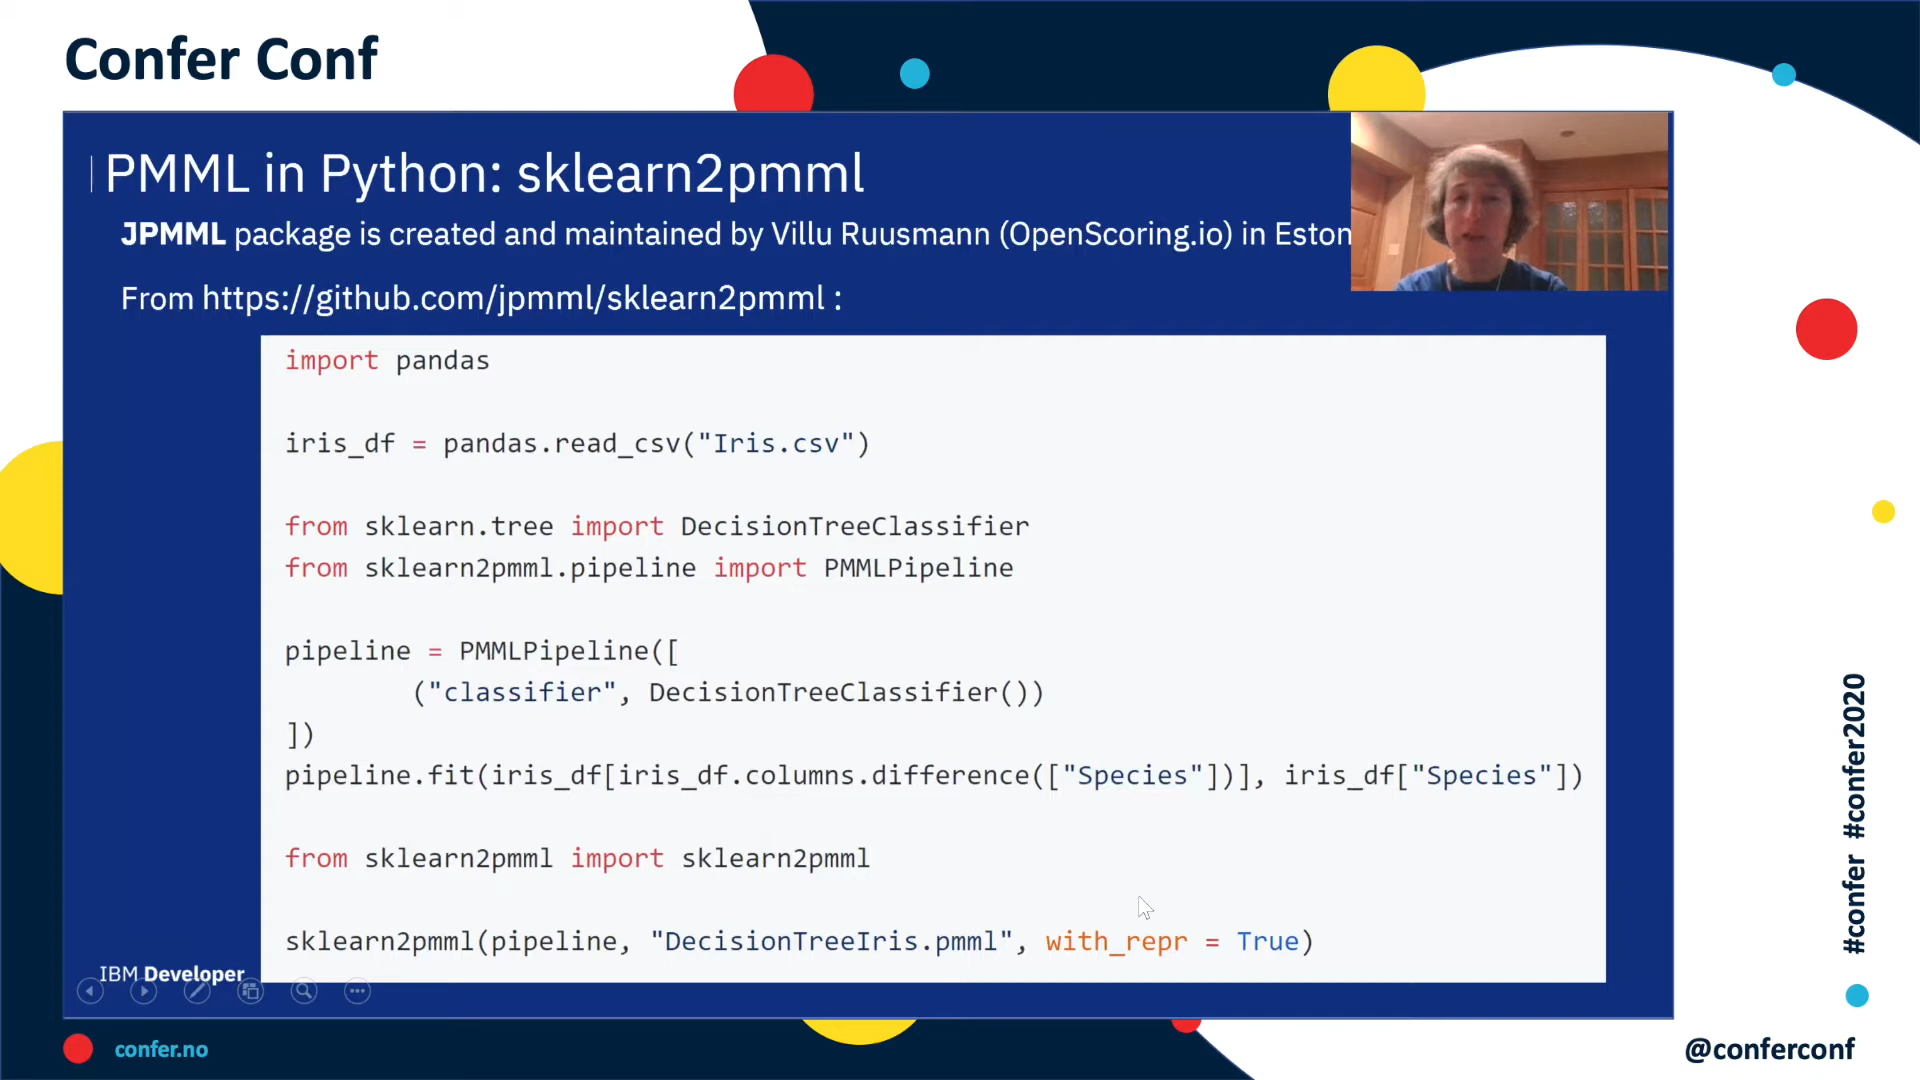 Confer Conf
PMML in Python: sklearn2pmml
JPMML package is created and maintained by Villu Ruusmann (OpenScoring.io) in Eston
From https://github.com/jpmml/sklearn2pmml :
import pandas
iris_df = pandas.read_csv("Iris.csv")
from sklearn.tree import DecisionTreeClassifier
from sklearn2pmml.pipeline import PMMLPipeline
pipeline = PMMLPipeline([
("classifier", DecisionTreeClassifier())
])
pipeline.fit(iris_df[iris_df.columns.difference(["Species"])], iris_df["Species"])
from sklearn2pmml import sklearn2pmml
sklearn2pmml(pipeline, "DecisionTreeIris.pmml", with_repr = True)
IBM Developer
confer.no
#confer #confer2020
@conferconf